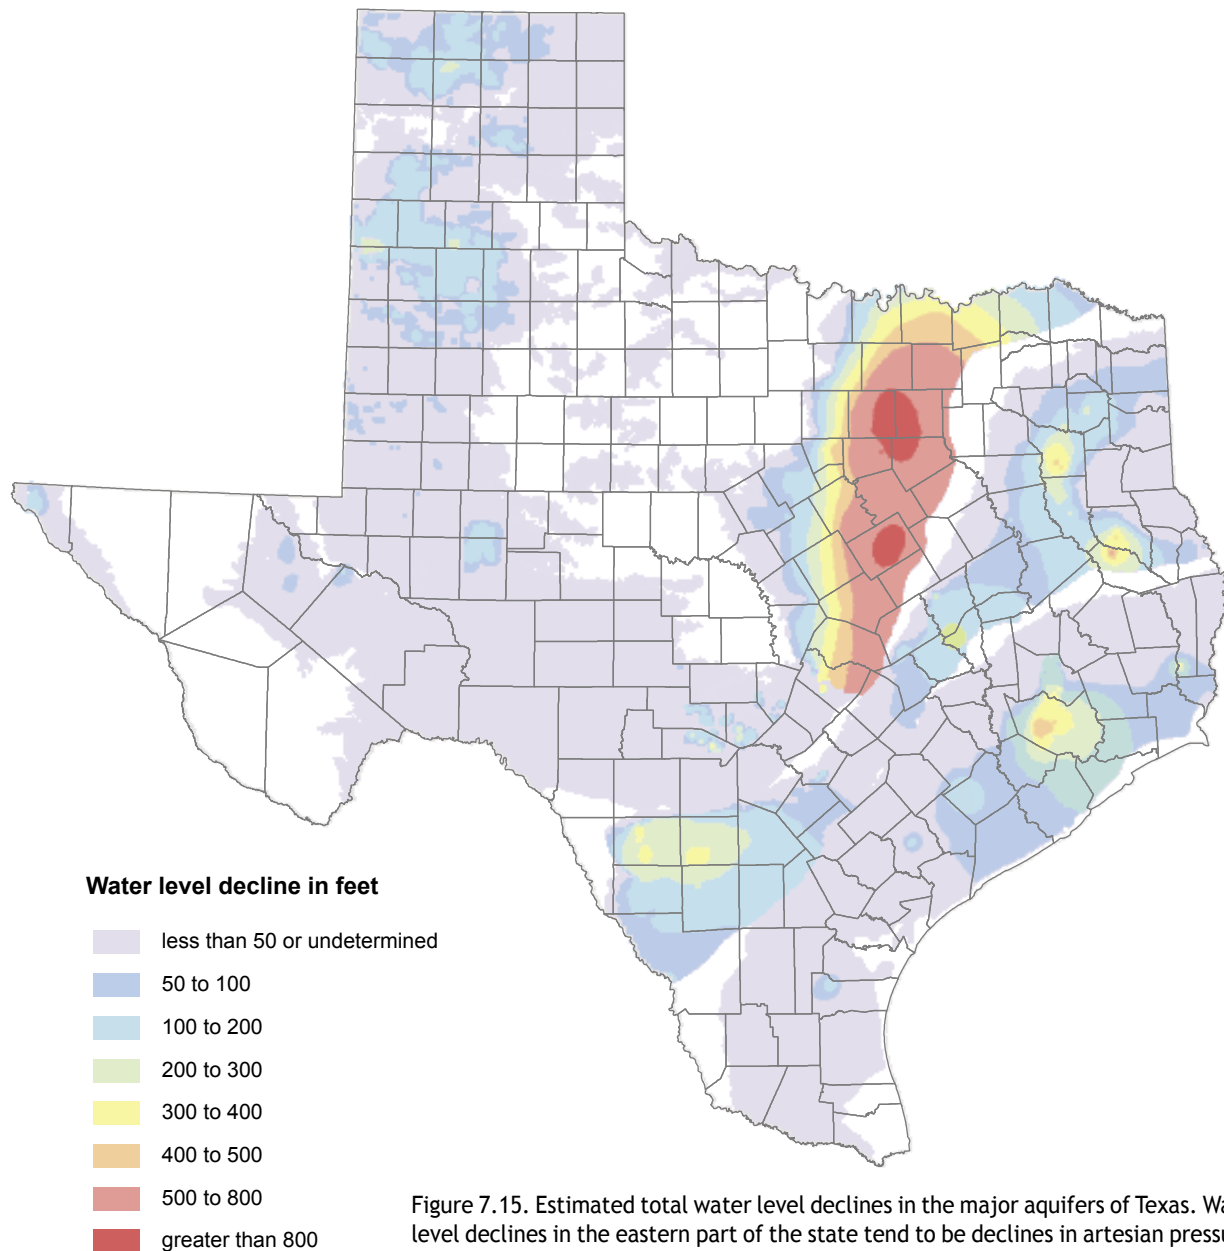 Water level decline in feet
less than 50 or undetermined
50 to 100
100 to 200
200 to 300
300 to 400
400 to 500
500 to 800
greater than 800
Figure 7.15. Estimated total water level declines in the major aquifers of Texas.
level declines in the eastern part of the state tend to be declines in artesian